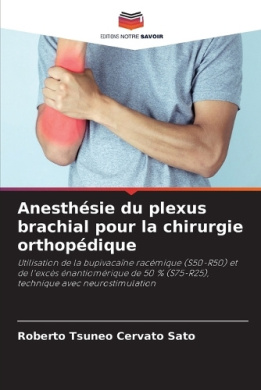 EDITIONS NOTRE SAVOIR
Anesthésie du plexus
brachial pour la chirurgie
orthopédique
Utilisation de la bupivacaïne racémique (S50-R50) et
de l'excès énantiomérique de 50 % (S75-R25),
technique avec neurostimulation
Roberto Tsuneo Cervato Sato